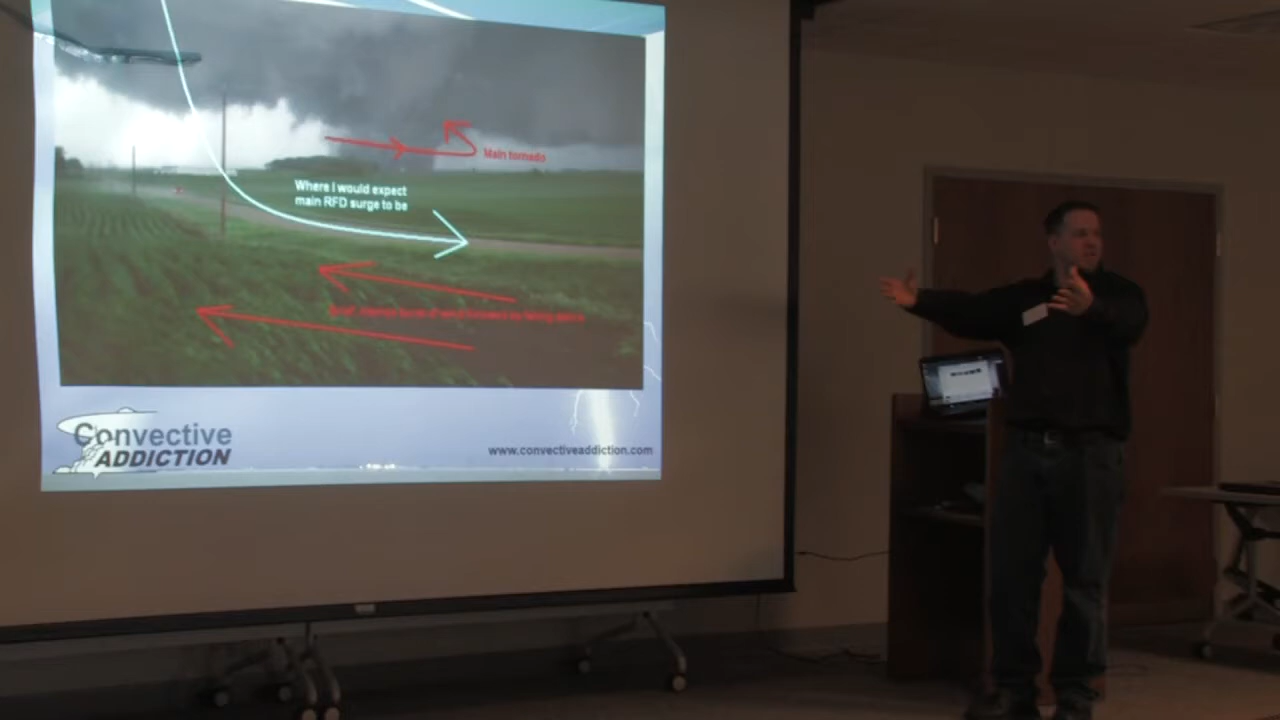 Main tornado
Where I would expect
main RFD surge to be
Convective
ADDICTION
www.convectiveaddiction.com